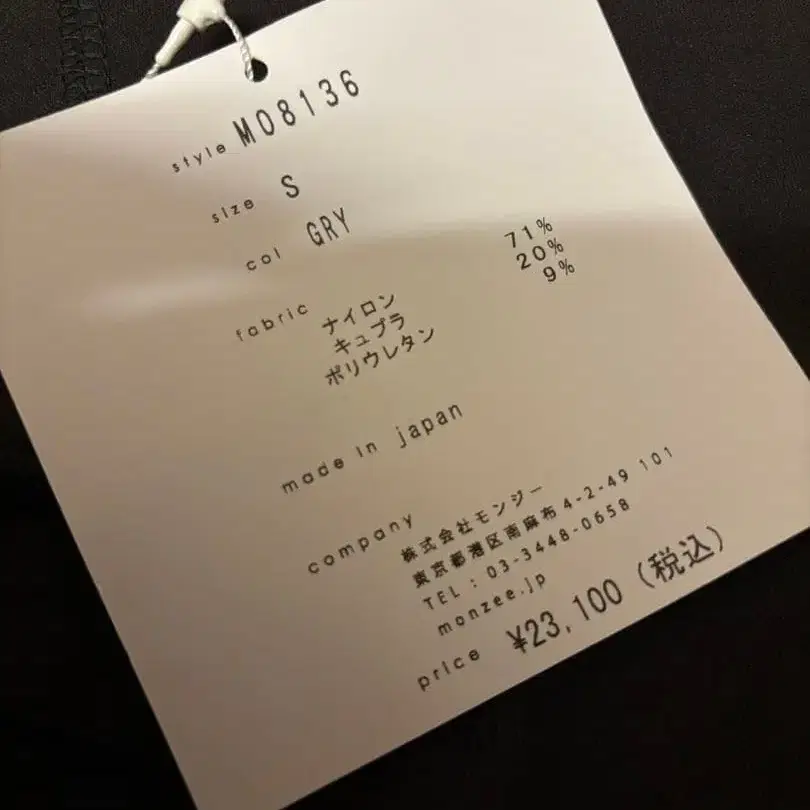 style M08136
size S
col GRY
fabric ナイロン 71%
キュプラ 20%
ポリウレタン 9%
made in japan
company 株式会社モンジー
東京都港区南麻布4-2-49 101
TEL : 03-3448-0658
monzee.jp
price ¥23,100 (税込)